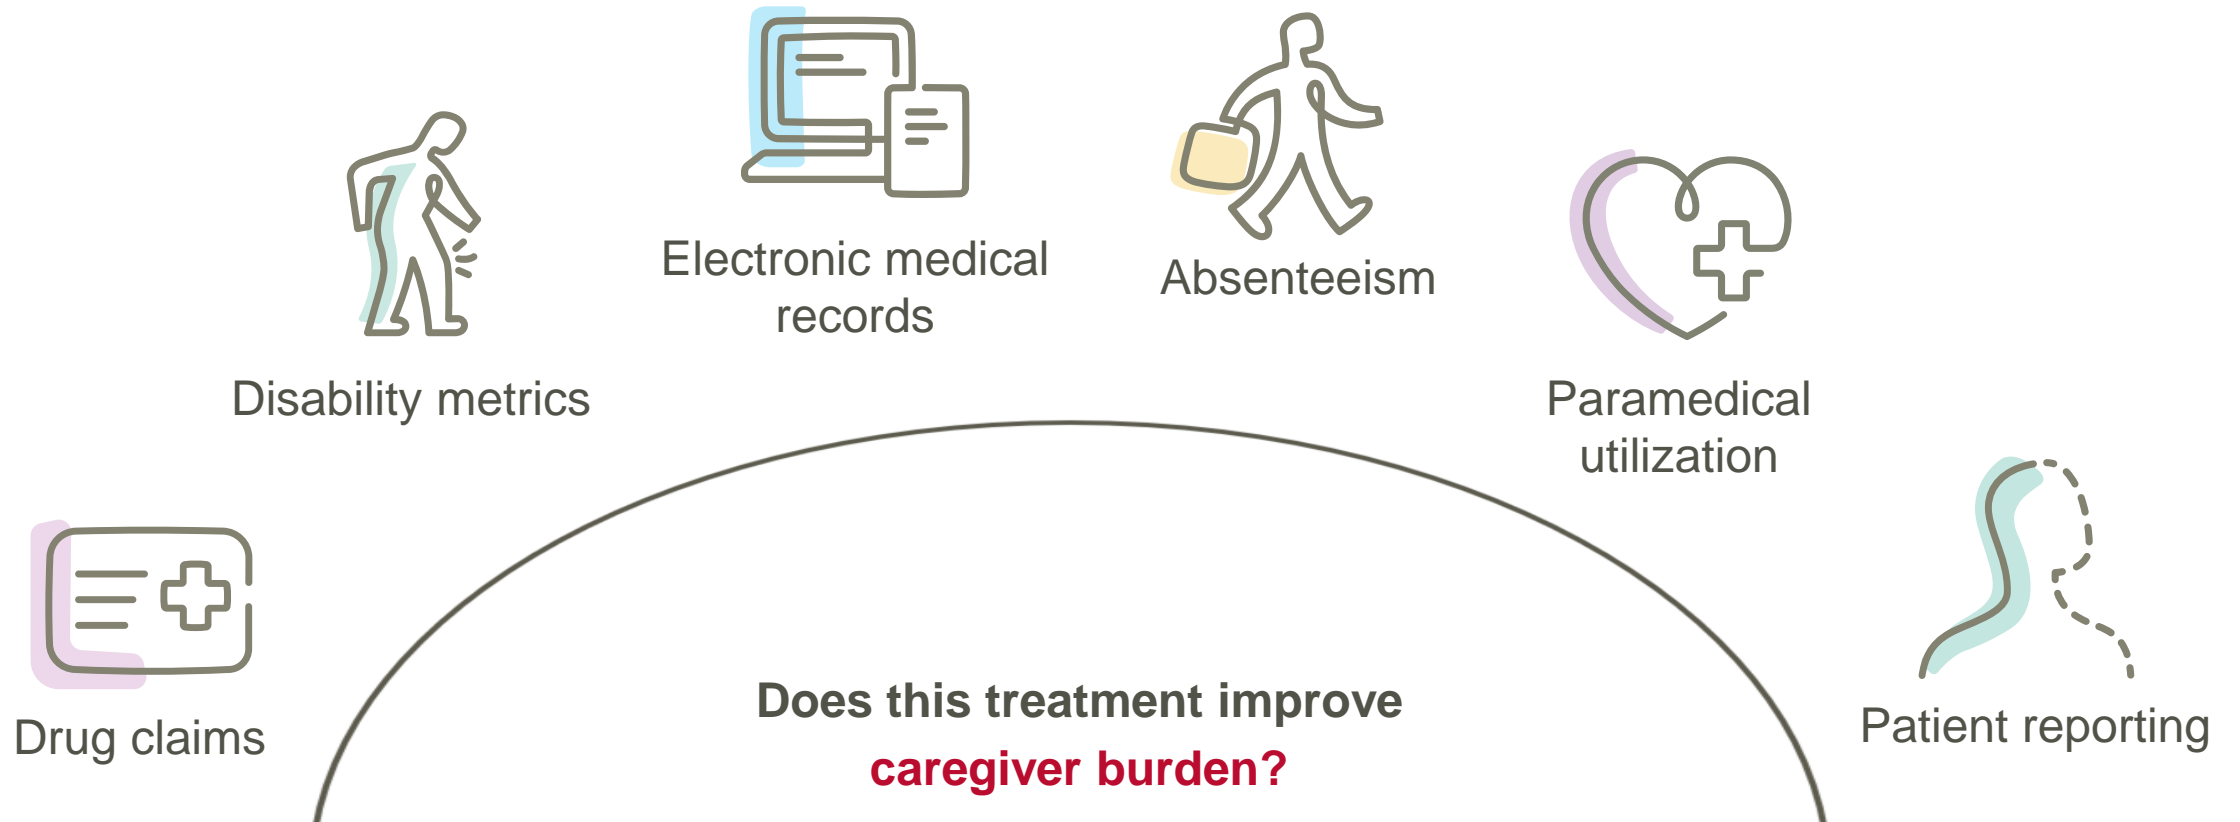 Electronic medical
records
Absenteeism
Disability metrics
Paramedical
utilization
Drug claims
Patient reporting
Does this treatment improve
caregiver burden?